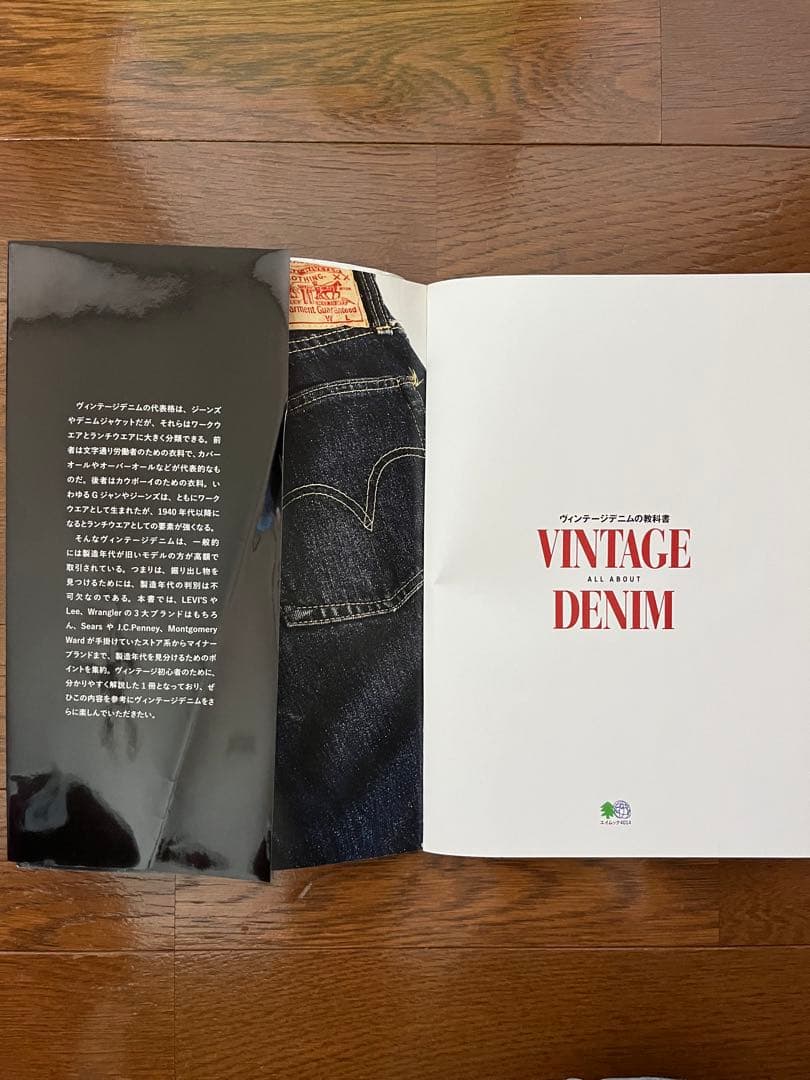 ヴィンテージデニムの代表格は、ジーンズ
やデニムジャケットだが、それらはワークウ
エアとランチウエアに大きく分類できる。前
者は文字通り労働者のための衣料で、カバー
オールやオーバーオールなどが代表的なも
のだ。後者はカウボーイのための衣料。い
わゆるGジャンやジーンズは、ともにワーク
ウエアとして生まれたが、1940年代以降に
なるとランチウエアとしての要素が強くなる。
そんなヴィンテージデニムは、一般的
には製造年代が旧いモデルの方が高額で
取引されている。つまりは、掘り出し物を
見つけるためには、製造年代の判別は不
可欠なのである。本書では、LEVI'Sや
Lee、Wranglerの3大ブランドはもちろ
ん、SearsやJ.C.Penney、Montgomery
Wardが手掛けていたストア系からマイナー
ブランドまで、製造年代を見分けるためのポ
イントを集約。ヴィンテージ初心者のために、
分かりやすく解説した1冊となっており、ぜ
ひこの内容を参考にヴィンテージデニムをさ
らに楽しんでいただきたい。
CLOTHING XX
Garment Guaranteed
W L
ヴィンテージデニムの教科書
VINTAGE
ALL ABOUT
DENIM
エイムック4014